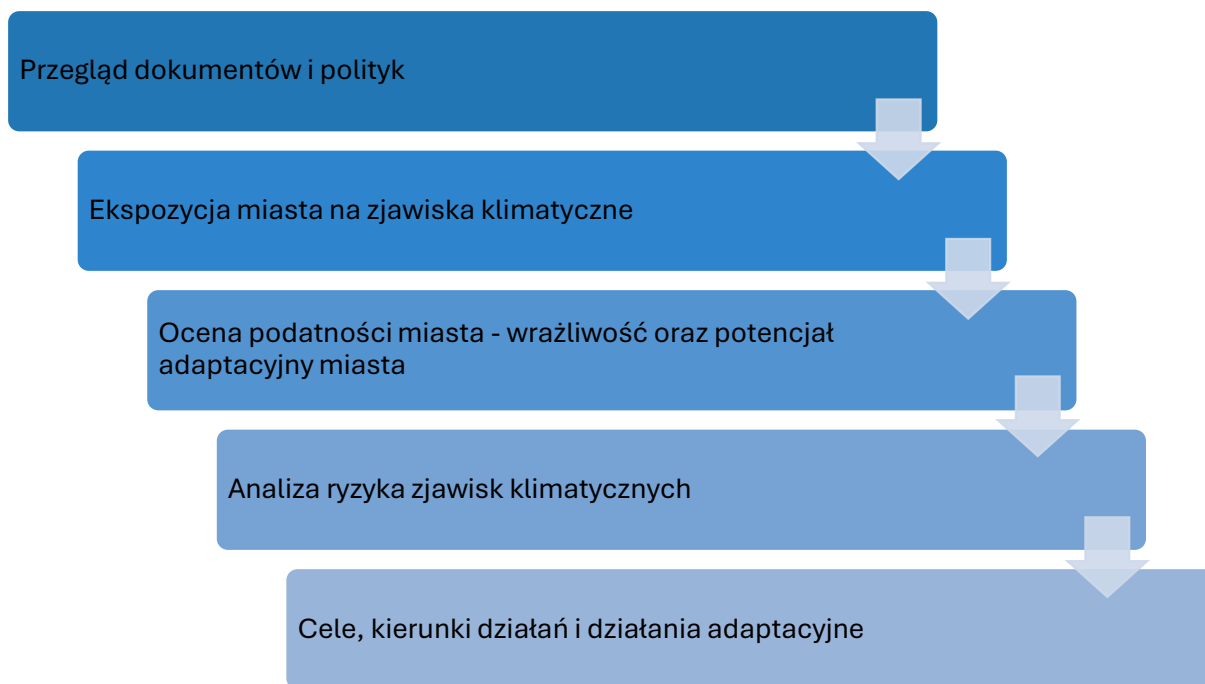 Przegląd dokumentów i polityk
Ekspozycja miasta na zjawiska klimatyczne
Ocena podatności miasta - wrażliwość oraz potencjał
adaptacyjny miasta
Analiza ryzyka zjawisk klimatycznych
Cele, kierunki działań i działania adaptacyjne